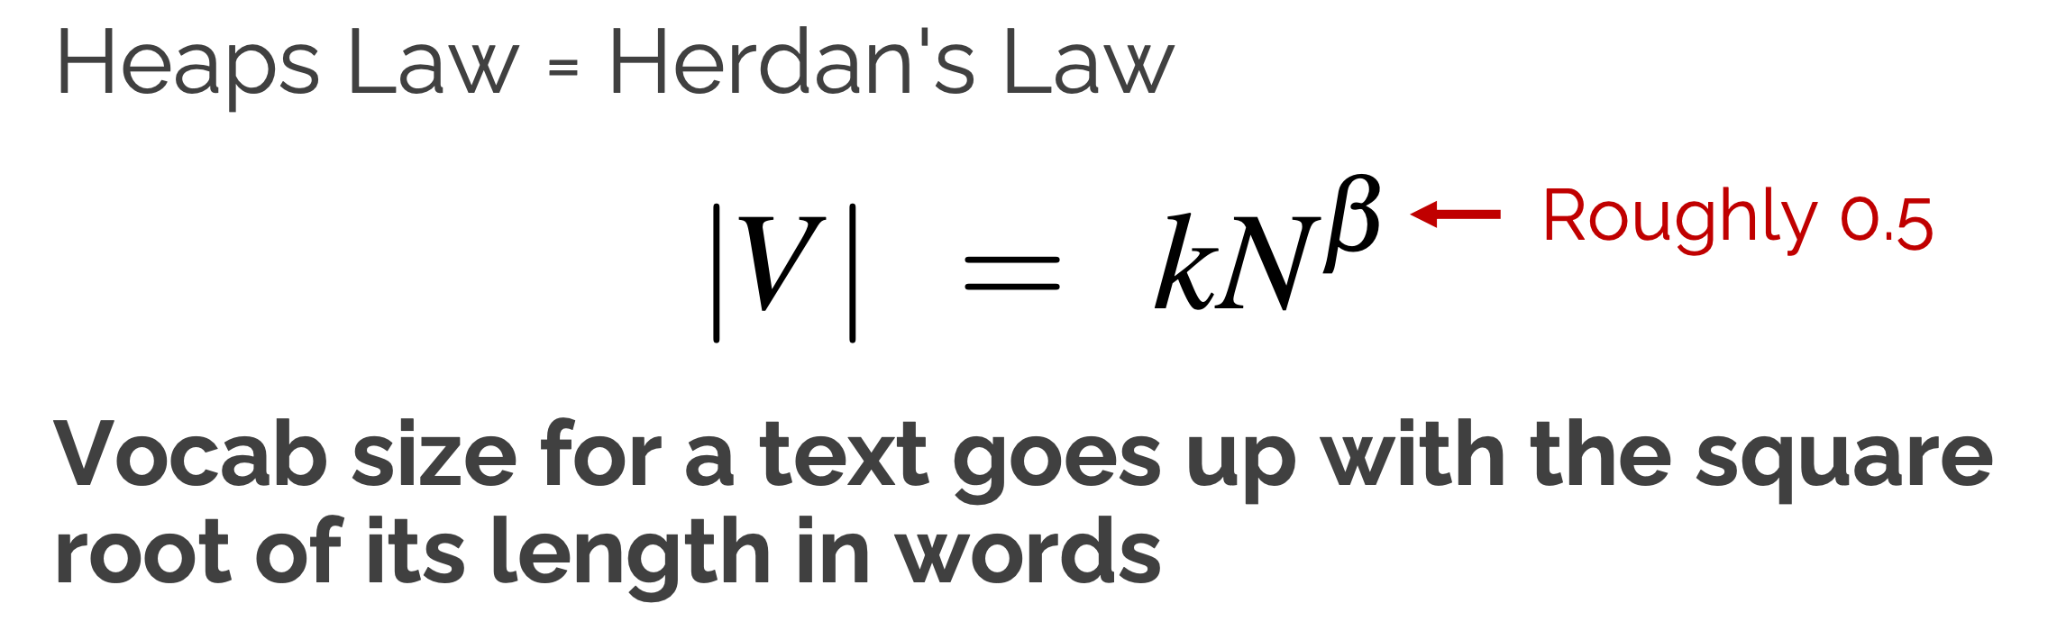 Heaps Law = Herdan's Law
|V| = kN^β ← Roughly 0.5
Vocab size for a text goes up with the square
root of its length in words